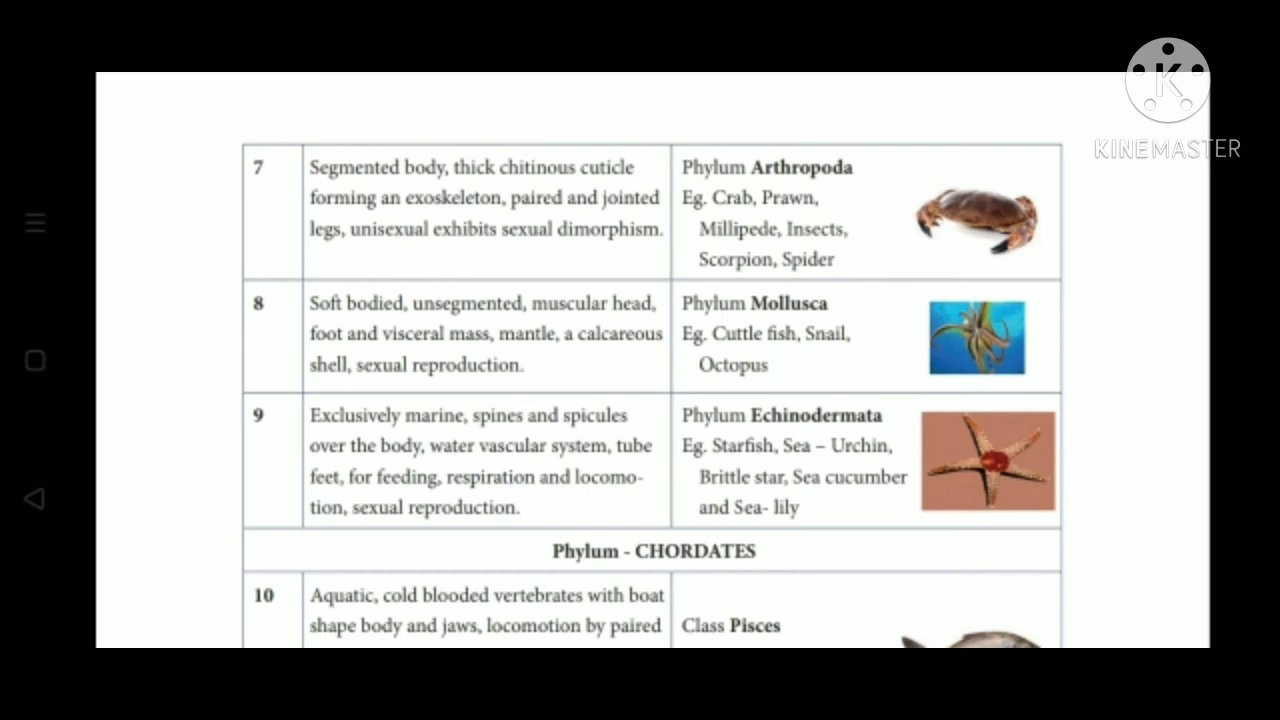 KINEMASTER
7
Segmented body, thick chitinous cuticle
forming an exoskeleton, paired and jointed
legs, unisexual exhibits sexual dimorphism.
Phylum Arthropoda
Eg. Crab, Prawn,
Millipede, Insects,
Scorpion, Spider
8
Soft bodied, unsegmented, muscular head,
foot and visceral mass, mantle, a calcareous
shell, sexual reproduction.
Phylum Mollusca
Eg. Cuttle fish, Snail,
Octopus
9
Exclusively marine, spines and spicules
over the body, water vascular system, tube
feet, for feeding, respiration and locomo-
tion, sexual reproduction.
Phylum Echinodermata
Eg. Starfish, Sea – Urchin,
Brittle star, Sea cucumber
and Sea- lily
Phylum - CHORDATES
10
Aquatic, cold blooded vertebrates with boat
shape body and jaws, locomotion by paired
Class Pisces